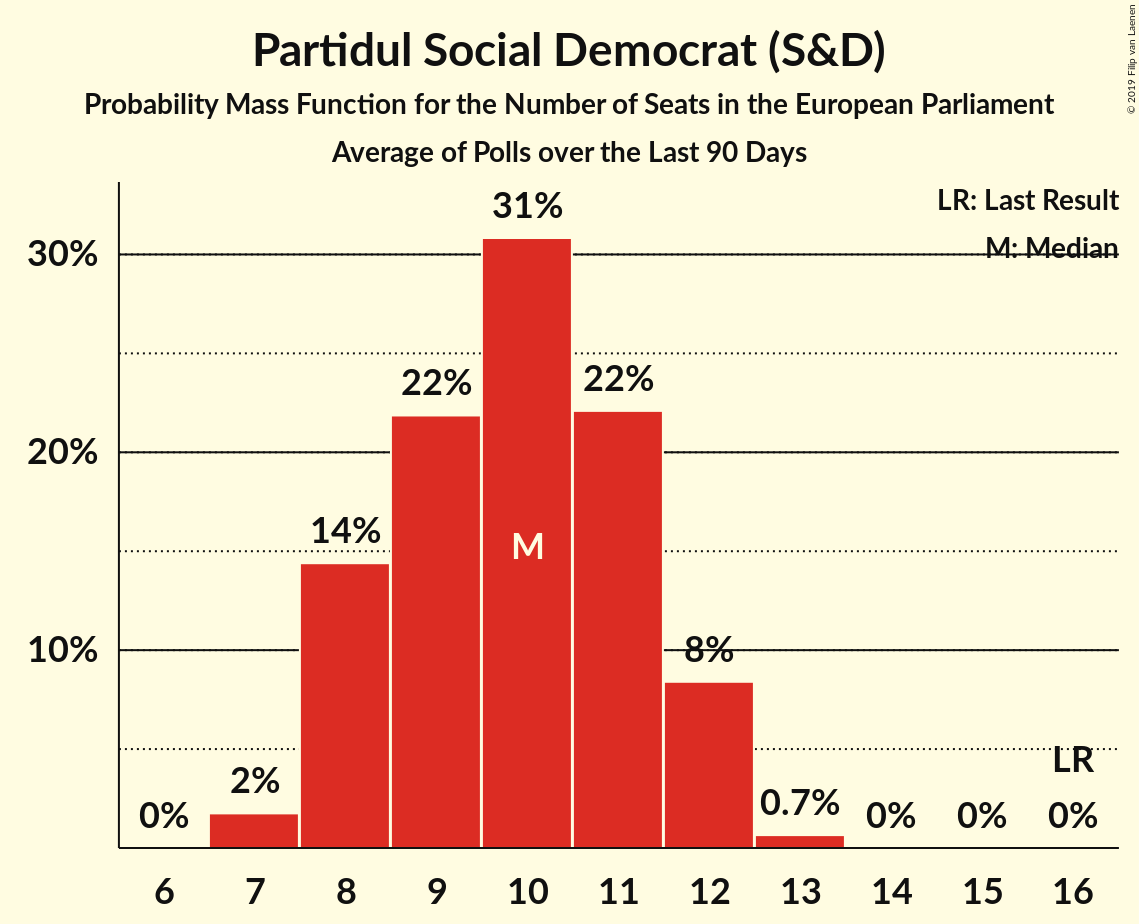 Partidul Social Democrat (S&D)
Probability Mass Function for the Number of Seats in the European Parliament
Average of Polls over the Last 90 Days
© 2019 Filip van Laenen
LR: Last Result
M: Median
30%
20%
10%
0%
2%
14%
22%
31%
22%
8%
0.7%
0%
0%
0%
M
LR
6 7 8 9 10 11 12 13 14 15 16